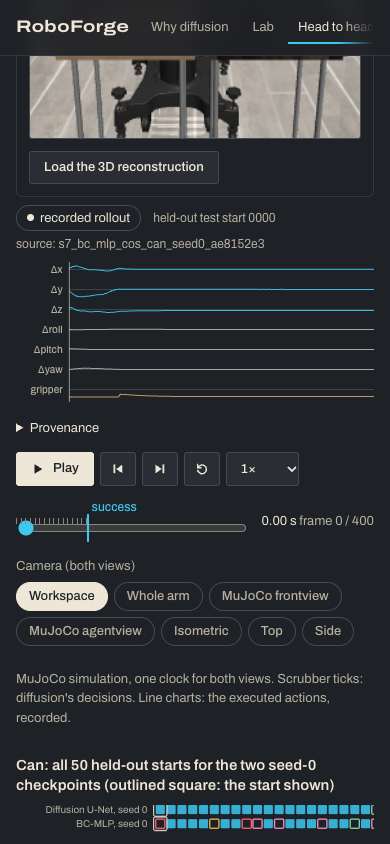 RoboForge Why diffusion Lab Head to head
Load the 3D reconstruction
recorded rollout held-out test start 0000
source: s7_bc_mlp_cos_can_seed0_ae8152e3
Δx
Δy
Δz
Δroll
Δpitch
Δyaw
gripper
Provenance
Play 1×
success
0.00 s frame 0 / 400
Camera (both views)
Workspace Whole arm MuJoCo frontview
MuJoCo agentview Isometric Top Side
MuJoCo simulation, one clock for both views. Scrubber ticks:
diffusion's decisions. Line charts: the executed actions,
recorded.
Can: all 50 held-out starts for the two seed-0
checkpoints (outlined square: the start shown)
Diffusion U-Net, seed 0
BC-MLP, seed 0